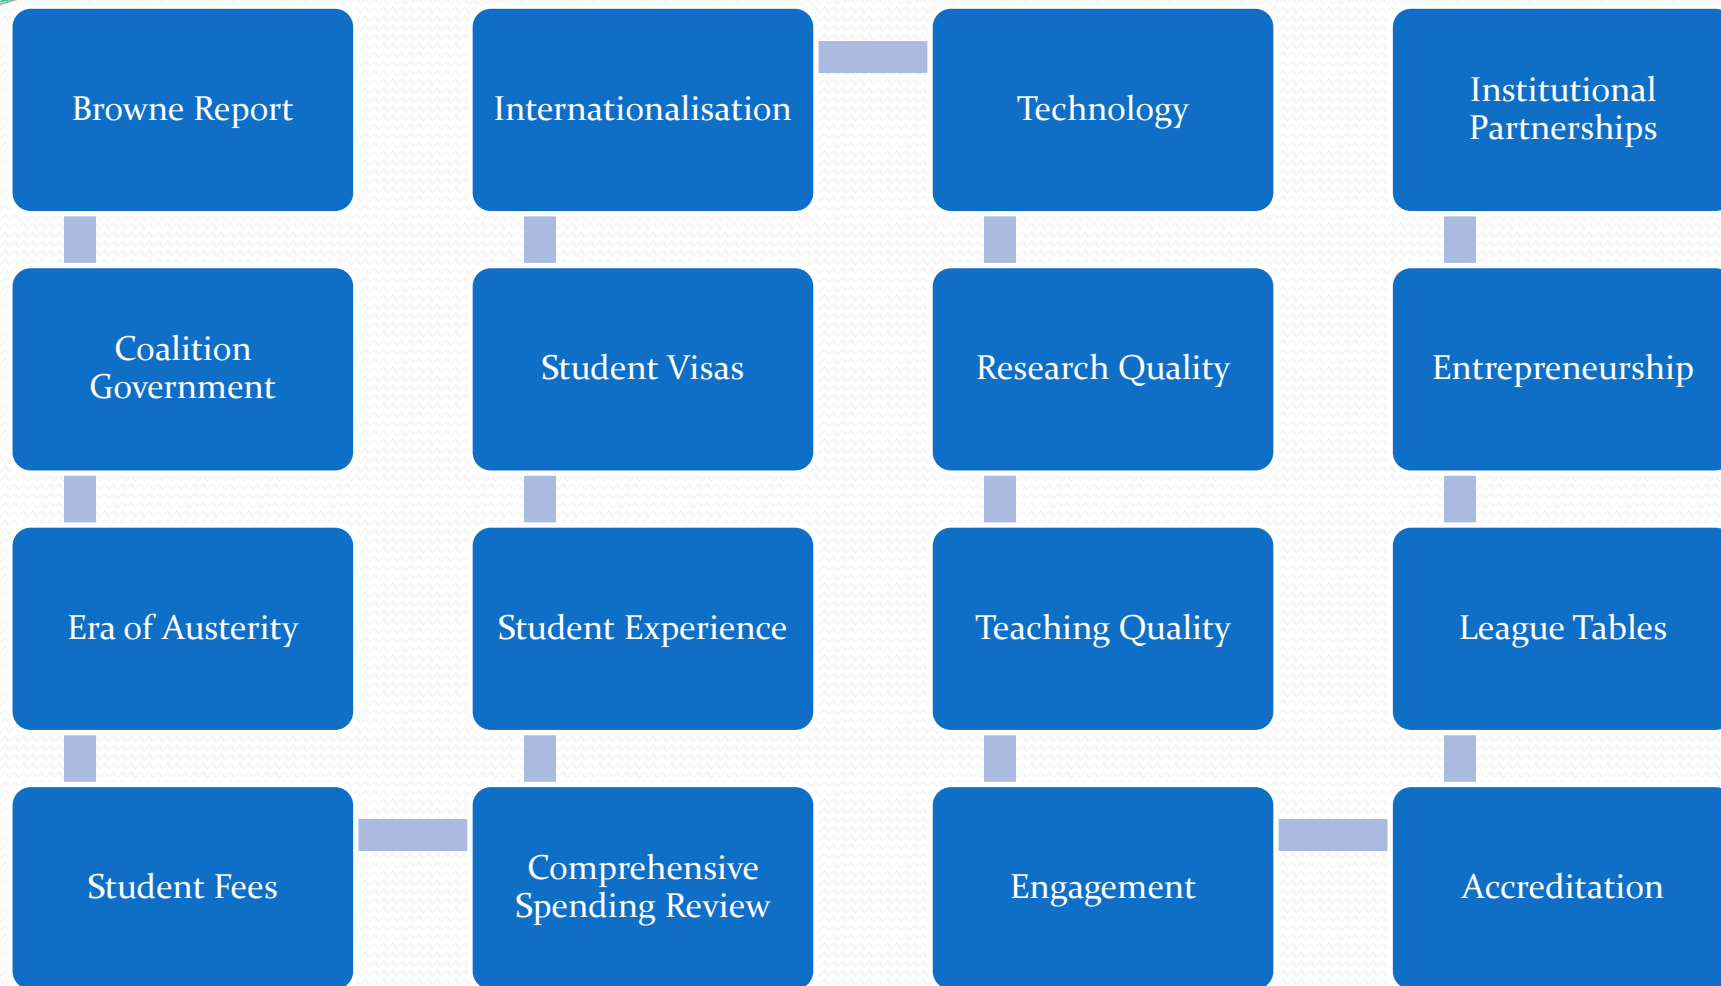 Browne Report
Coalition
Government
Era of Austerity
Student Fees
Comprehensive
Spending Review
Student Experience
Student Visas
Internationalisation
Technology
Research Quality
Teaching Quality
Engagement
Accreditation
League Tables
Entrepreneurship
Institutional
Partnerships